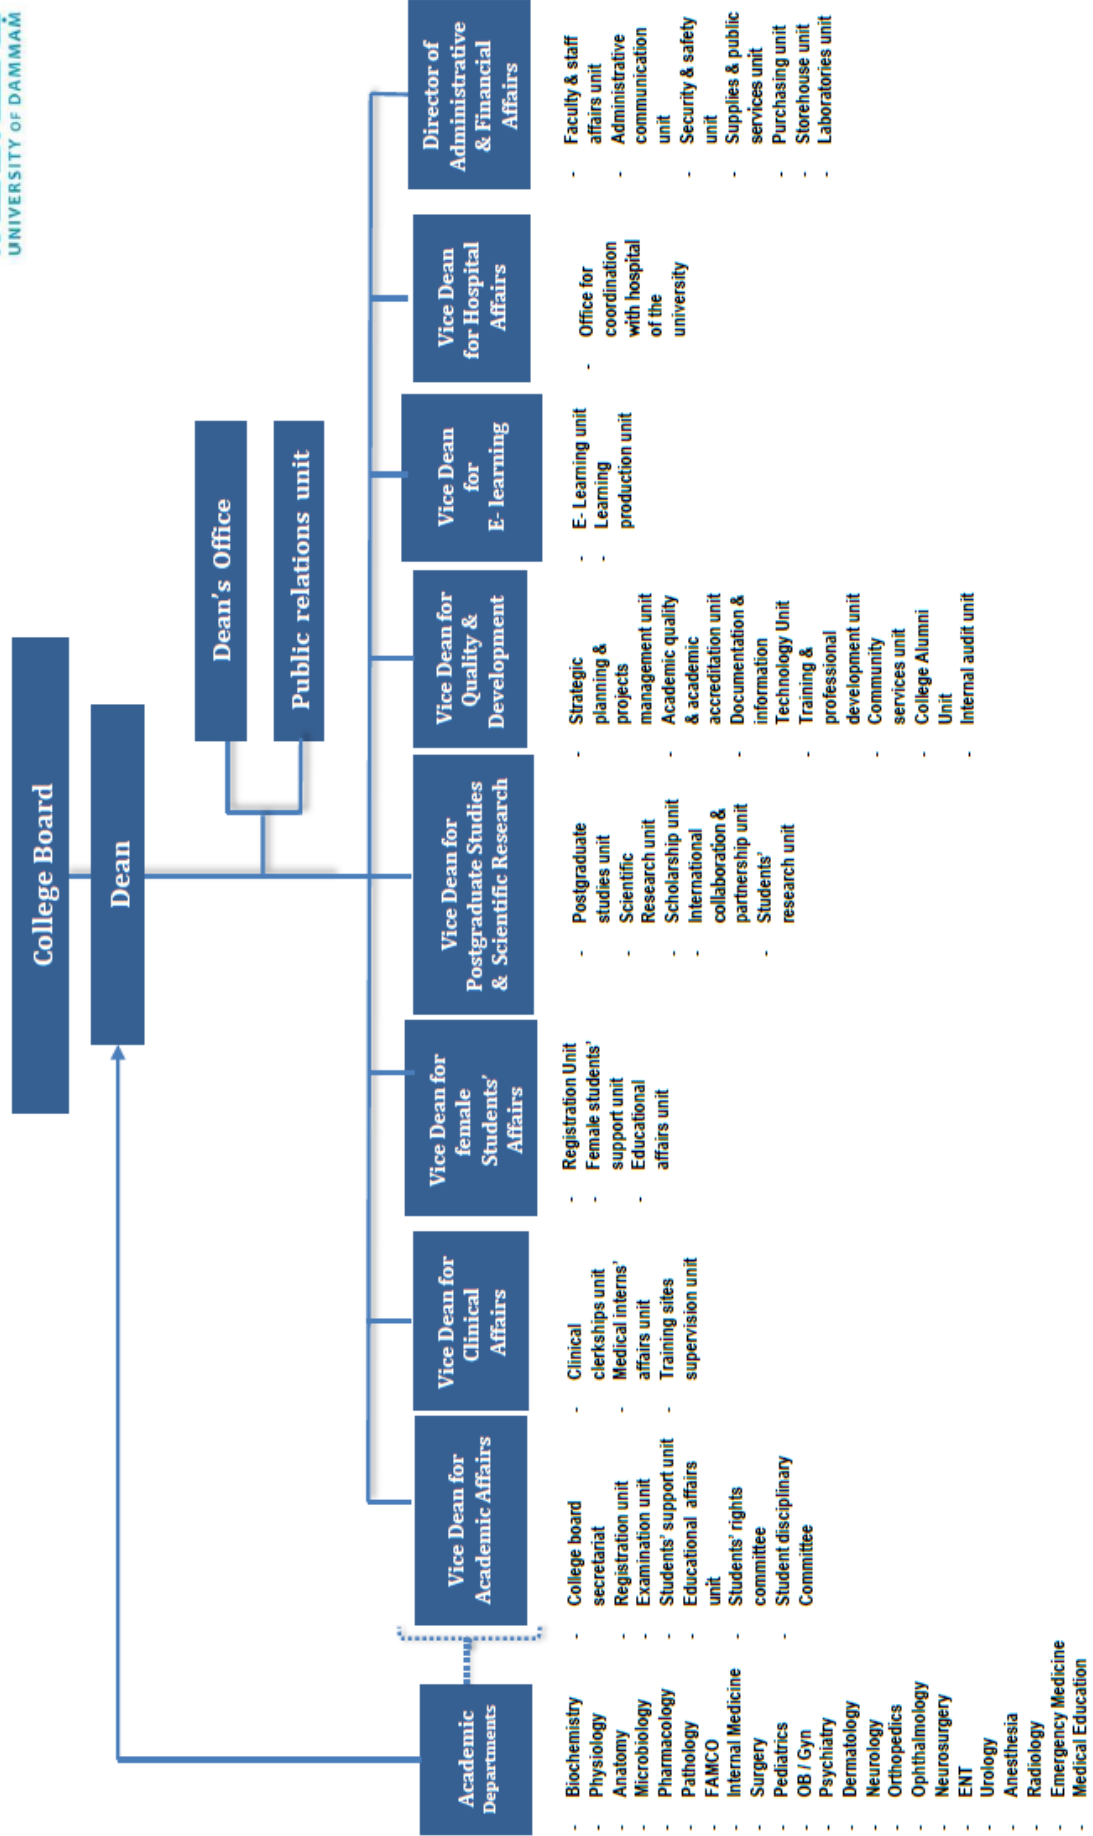 UNIVERSITY OF DAMMAM
College Board
Dean
Dean's Office
Public relations unit
Academic
Departments
Vice Dean for
Academic Affairs
Vice Dean for
Clinical
Affairs
Vice Dean for
female
Students'
Affairs
Vice Dean for
Postgraduate Studies
& Scientific Research
Vice Dean for
Quality &
Development
Vice Dean
for
E- learning
Vice Dean
for Hospital
Affairs
Director of
Administrative
& Financial
Affairs
- Biochemistry
- Physiology
- Anatomy
- Microbiology
- Pharmacology
- Pathology
- FAMCO
- Internal Medicine
- Surgery
- Pediatrics
- OB / Gyn
- Psychiatry
- Dermatology
- Neurology
- Orthopedics
- Ophthalmology
- Neurosurgery
- ENT
- Urology
- Anesthesia
- Radiology
- Emergency Medicine
- Medical Education
- College board
secretariat
- Registration unit
- Examination unit
- Students' support unit
- Educational affairs
unit
- Students' rights
committee
- Student disciplinary
Committee
- Clinical
clerkships unit
- Medical interns'
affairs unit
- Training sites
supervision unit
- Registration Unit
- Female students'
support unit
- Educational
affairs unit
- Postgraduate
studies unit
- Scientific
Research unit
- Scholarship unit
- International
collaboration &
partnership unit
- Students'
research unit
- Strategic
planning &
projects
management unit
- Academic quality
& academic
accreditation unit
- Documentation &
information
Technology Unit
- Training &
professional
development unit
- Community
services unit
- College Alumni
Unit
- Internal audit unit
- E- Learning unit
- Learning
production unit
- Office for
coordination
with hospital
of the
university
- Faculty & staff
affairs unit
- Administrative
communication
unit
- Security & safety
unit
- Supplies & public
services unit
- Purchasing unit
- Storehouse unit
- Laboratories unit